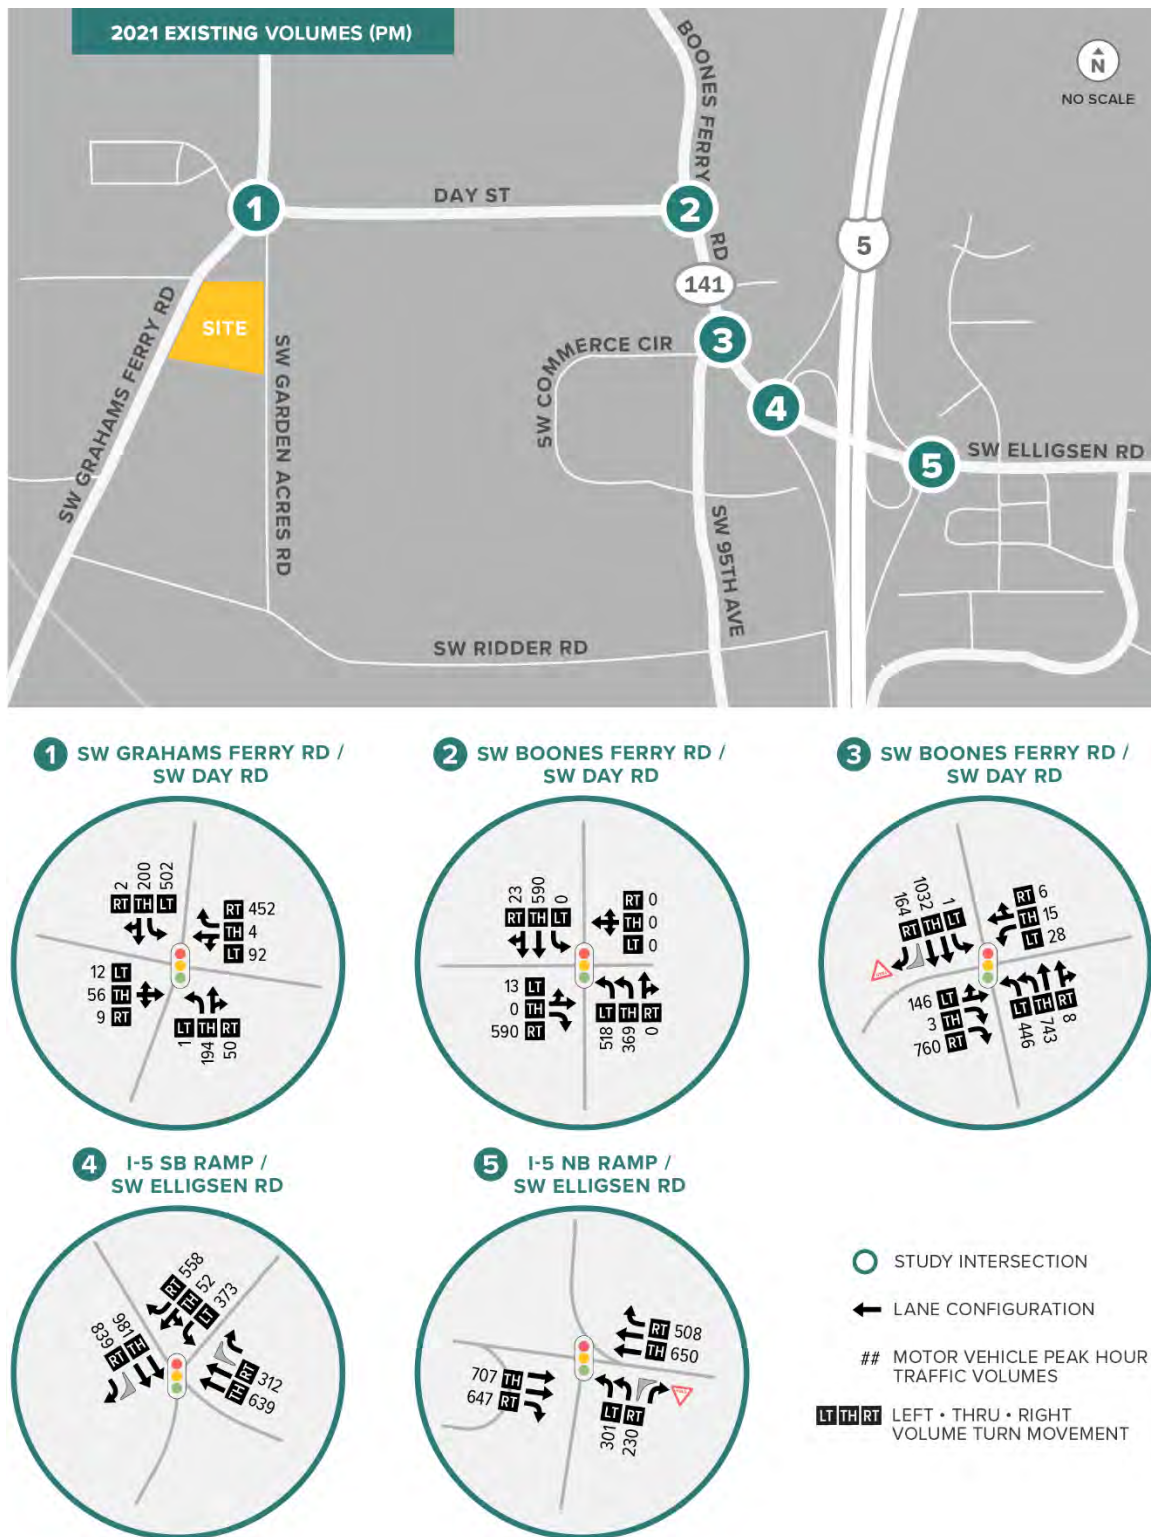 2021 EXISTING VOLUMES (PM)
N
NO SCALE
BOONES FERRY
RD
DAY ST
1
2
5
141
SITE
3
SW COMMERCE CIR
SW GRAHAMS FERRY RD
SW GARDEN ACRES RD
4
5
SW ELLIGSEN RD
SW 95TH AVE
SW RIDDER RD
1 SW GRAHAMS FERRY RD /
SW DAY RD
2 200 502
RT TH LT
RT 452
TH 4
LT 92
12 LT
56 TH
9 RT
LT TH RT
1 194 50
2 SW BOONES FERRY RD /
SW DAY RD
23 590 0
RT TH LT
RT 0
TH 0
LT 0
13 LT
0 TH
590 RT
LT TH RT
518 369 0
3 SW BOONES FERRY RD /
SW DAY RD
164 1032 1
RT TH LT
RT 6
TH 15
LT 28
146 LT
3 TH
760 RT
LT TH RT
446 743 8
4 I-5 SB RAMP /
SW ELLIGSEN RD
558 52 373
RT TH LT
839 981
RT TH
RT 312
TH 639
5 I-5 NB RAMP /
SW ELLIGSEN RD
RT 508
TH 650
707 TH
647 RT
LT RT
301 230
STUDY INTERSECTION
LANE CONFIGURATION
## MOTOR VEHICLE PEAK HOUR
TRAFFIC VOLUMES
LT TH RT LEFT • THRU • RIGHT
VOLUME TURN MOVEMENT